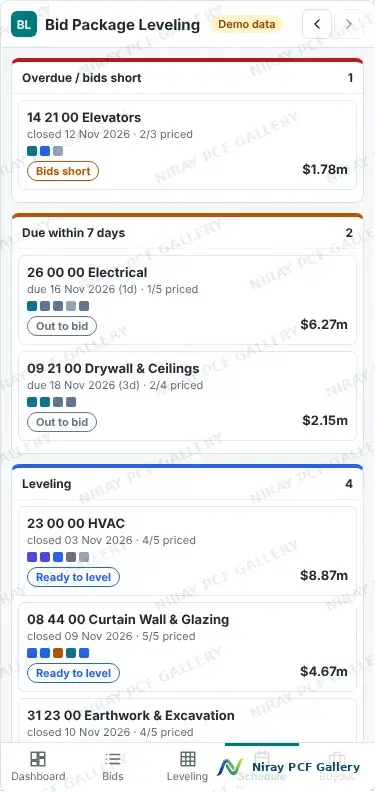 BL Bid Package Leveling Demo data
Overdue / bids short 1
14 21 00 Elevators
closed 12 Nov 2026 · 2/3 priced
Bids short $1.78m
Due within 7 days 2
26 00 00 Electrical
due 16 Nov 2026 (1d) · 1/5 priced
Out to bid $6.27m
09 21 00 Drywall & Ceilings
due 18 Nov 2026 (3d) · 2/4 priced
Out to bid $2.15m
Leveling 4
23 00 00 HVAC
closed 03 Nov 2026 · 4/5 priced
Ready to level $8.87m
08 44 00 Curtain Wall & Glazing
closed 09 Nov 2026 · 5/5 priced
Ready to level $4.67m
31 23 00 Earthwork & Excavation
closed 10 Nov 2026 · 4/5 priced
Dashboard Bids Leveling Schedule Buyout
Niray PCF Gallery
NIRAY PCF GALLERY